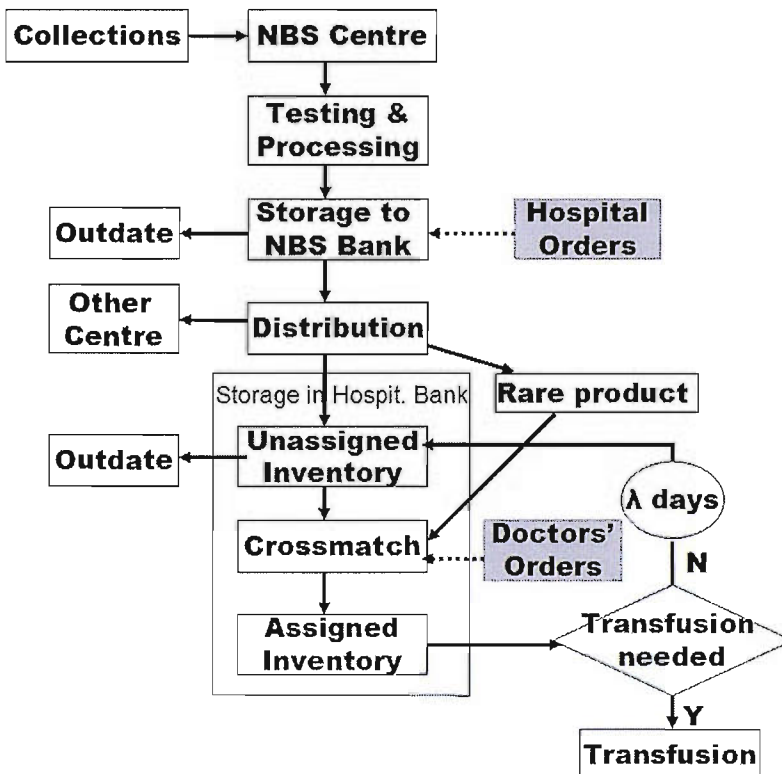 Collections
NBS Centre
Testing &
Processing
Storage to
NBS Bank
Hospital
Orders
Outdate
Other
Centre
Distribution
Rare product
Storage in Hospit. Bank
Unassigned
Inventory
Outdate
λ days
Crossmatch
Doctors'
Orders
N
Assigned
Inventory
Transfusion
needed
Y
Transfusion